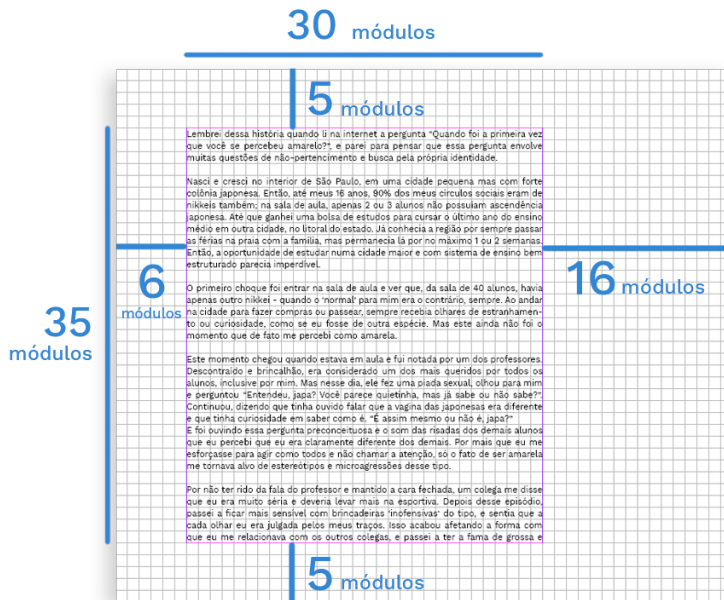 30 módulos
5 módulos
Lembrei dessa história quando li na internet a pergunta "Quando foi a primeira vez
que você se percebeu amarelo?", e parei para pensar que essa pergunta envolve
muitas questões de não-pertencimento e busca pela própria identidade.
Nasci e cresci no interior de São Paulo, em uma cidade pequena mas com forte
colônia japonesa. Então, até meus 16 anos, 90% dos meus círculos sociais eram de
nikkeis também; na sala de aula, apenas 2 ou 3 alunos não possuíam ascendência
japonesa. Até que ganhei uma bolsa de estudos para cursar o último ano do ensino
médio em outra cidade, no litoral do estado. Já conhecia a região por sempre passar
as férias na praia com a família, mas permanecia lá por no máximo 1 ou 2 semanas.
Então, a oportunidade de estudar numa cidade maior e com sistema de ensino bem
estruturado parecia imperdível.
6 módulos
16 módulos
35 módulos
O primeiro choque foi entrar na sala de aula e ver que, da sala de 40 alunos, havia
apenas outro nikkei - quando o 'normal' para mim era o contrário, sempre. Ao andar
na cidade para fazer compras ou passear, sempre recebia olhares de estranhamen-
to ou curiosidade, como se eu fosse de outra espécie. Mas este ainda não foi o
momento que de fato me percebi como amarela.
Este momento chegou quando estava em aula e fui notada por um dos professores.
Descontraído e brincalhão, era considerado um dos mais queridos por todos os
alunos, inclusive por mim. Mas nesse dia, ele fez uma piada sexual, olhou para mim
e perguntou "Entendeu, japa? Você parece quietinha, mas já sabe ou não sabe?".
Continuou, dizendo que tinha ouvido falar que a vagina das japonesas era diferente
e que tinha curiosidade em saber como é. "É assim mesmo ou não é, japa?"
E foi ouvindo essa pergunta preconceituosa e o som das risadas dos demais alunos
que eu percebi que eu era claramente diferente dos demais. Por mais que eu me
esforçasse para agir como todos e não chamar a atenção, só o fato de ser amarela
me tornava alvo de estereótipos e microagressões desse tipo.
Por não ter rido da fala do professor e mantido a cara fechada, um colega me disse
que eu era muito séria e deveria levar mais na esportiva. Depois desse episódio,
passei a ficar mais sensível com brincadeiras 'inofensivas' do tipo, e sentia que a
cada olhar eu era julgada pelos meus traços. Isso acabou afetando a forma com
que eu me relacionava com os outros colegas, e passei a ter a fama de grossa e
5 módulos